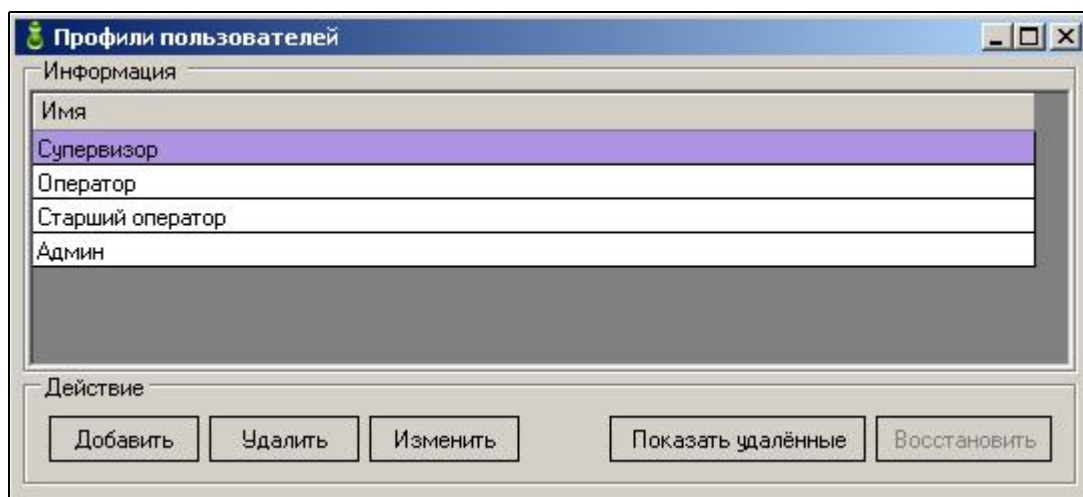 Профили пользователей
Информация
Имя
Супервизор
Оператор
Старший оператор
Админ
Действие
Добавить Удалить Изменить Показать удалённые Восстановить